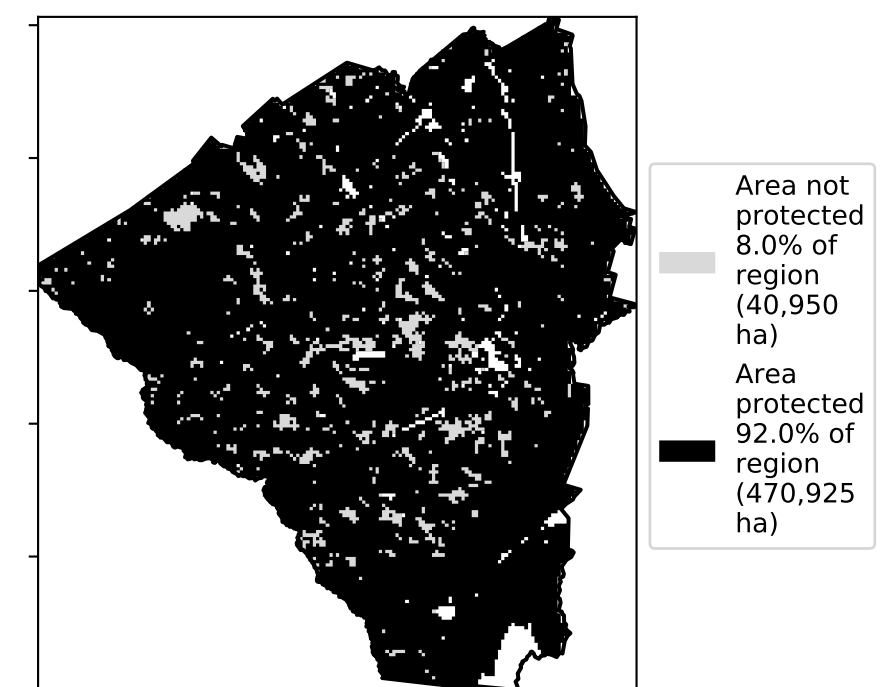 Area not
protected
8.0% of
region
(40,950
ha)
Area
protected
92.0% of
region
(470,925
ha)